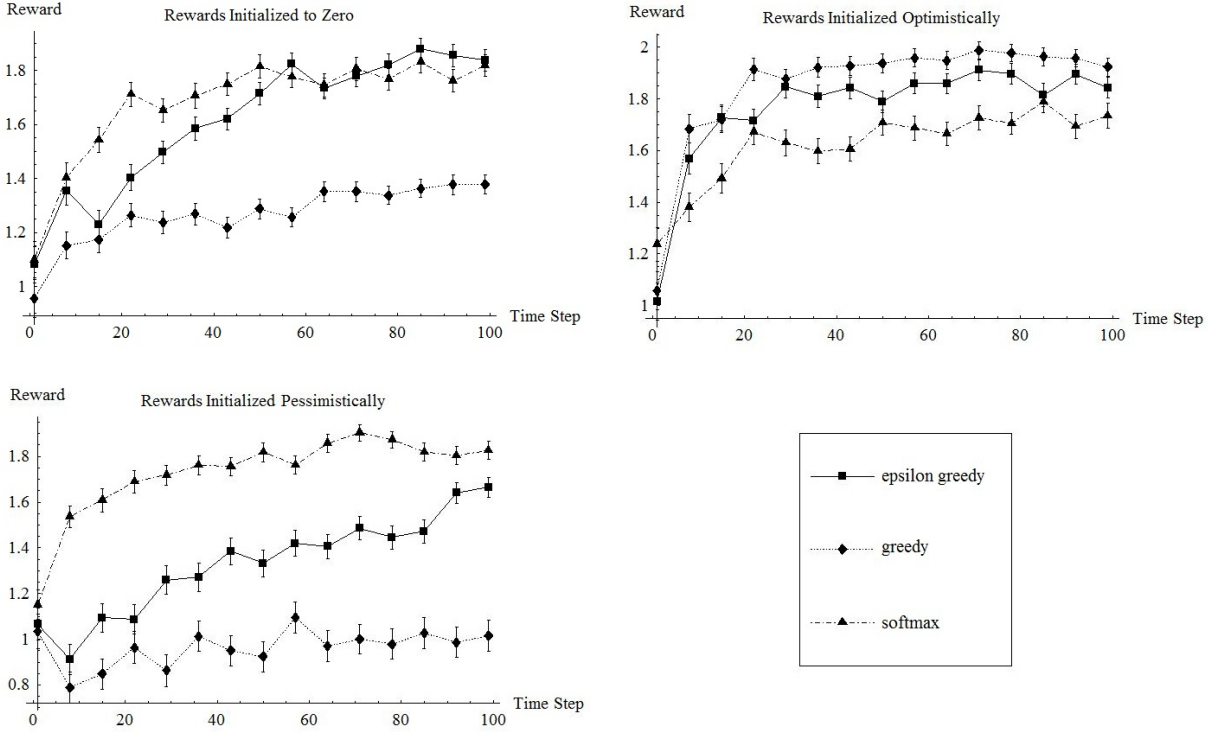 Reward
Rewards Initialized to Zero
1.8
1.6
1.4
1.2
1
0 20 40 60 80 100
Time Step
Reward
Rewards Initialized Optimistically
2
1.8
1.6
1.4
1.2
1
0 20 40 60 80 100
Time Step
Reward
Rewards Initialized Pessimistically
1.8
1.6
1.4
1.2
1
0.8
0 20 40 60 80 100
Time Step
epsilon greedy
greedy
softmax